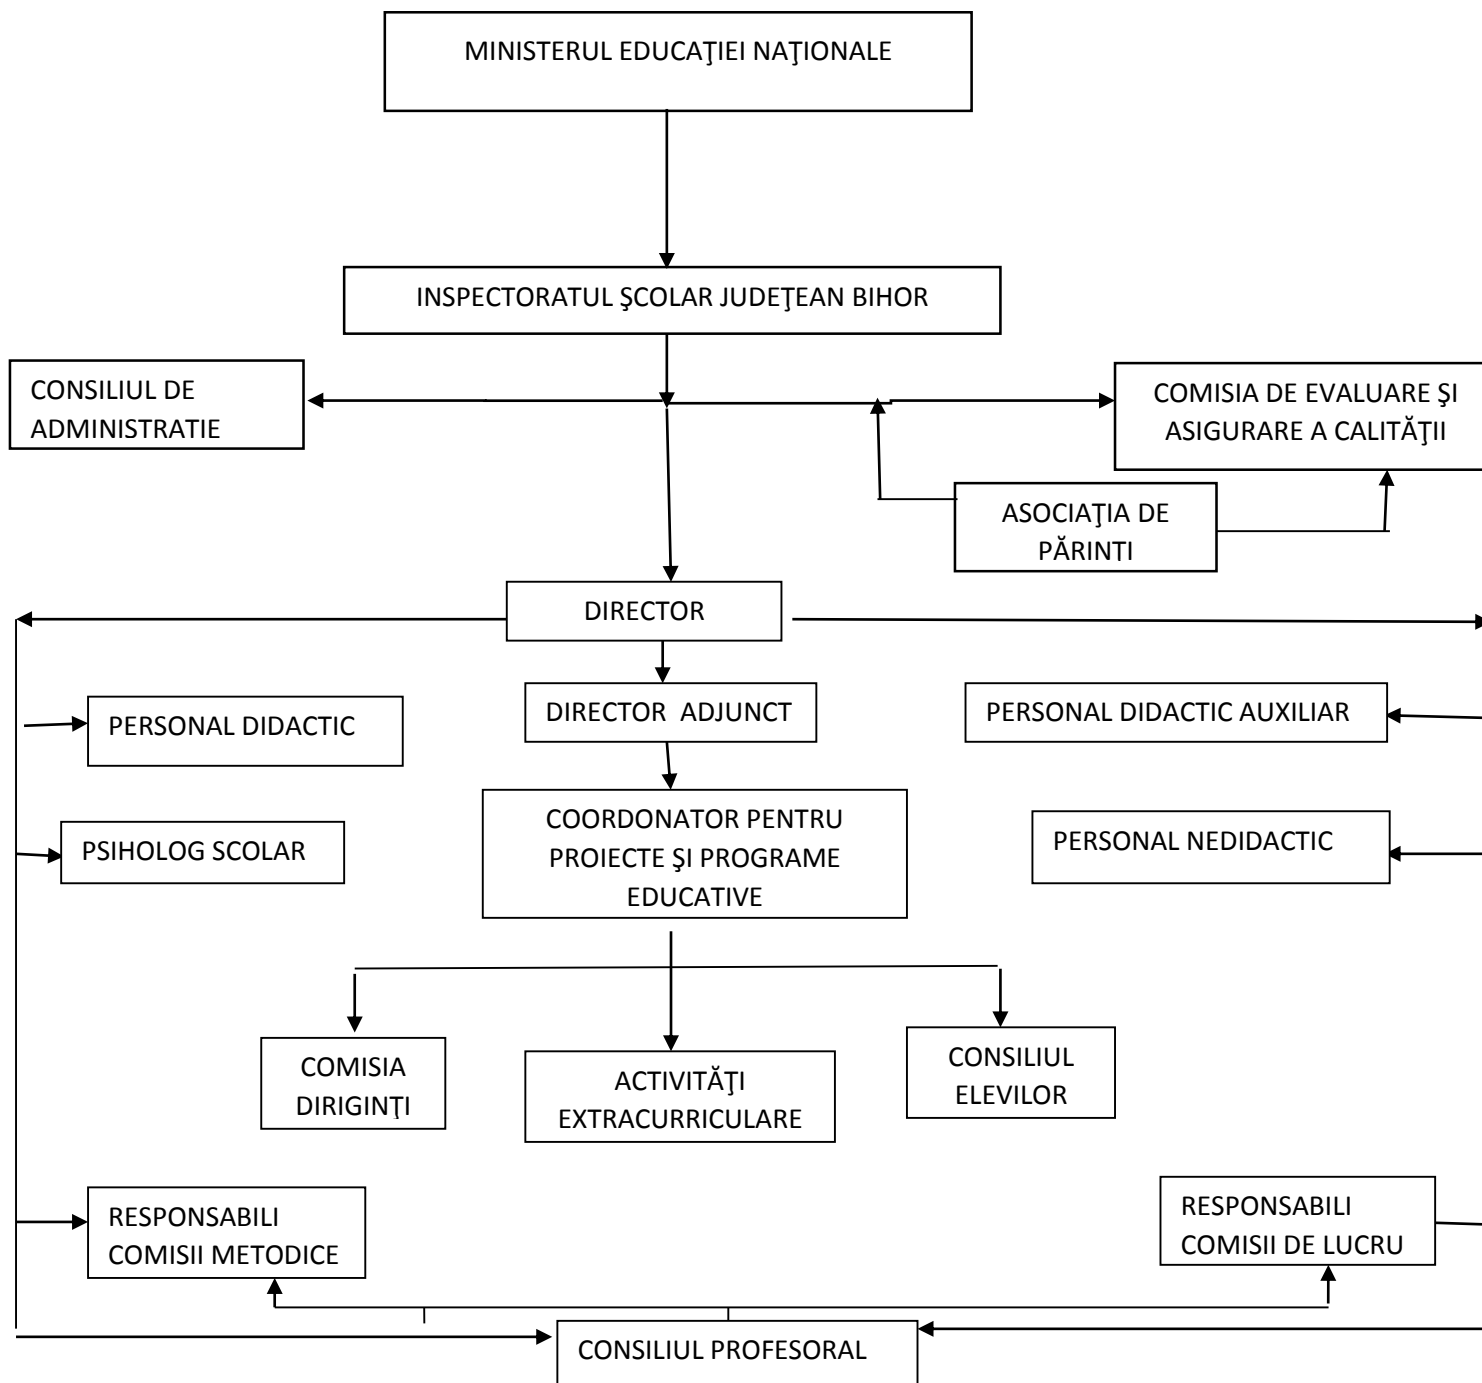 MINISTERUL EDUCAŢIEI NAŢIONALE
INSPECTORATUL ŞCOLAR JUDEŢEAN BIHOR
CONSILIUL DE
ADMINISTRATIE
COMISIA DE EVALUARE ŞI
ASIGURARE A CALITĂŢII
ASOCIAŢIA DE
PĂRINTI
DIRECTOR
PERSONAL DIDACTIC
DIRECTOR  ADJUNCT
PERSONAL DIDACTIC AUXILIAR
PSIHOLOG SCOLAR
COORDONATOR PENTRU
PROIECTE ŞI PROGRAME
EDUCATIVE
PERSONAL NEDIDACTIC
COMISIA
DIRIGINŢI
ACTIVITĂŢI
EXTRACURRICULARE
CONSILIUL
ELEVILOR
RESPONSABILI
COMISII METODICE
RESPONSABILI
COMISII DE LUCRU
CONSILIUL PROFESORAL